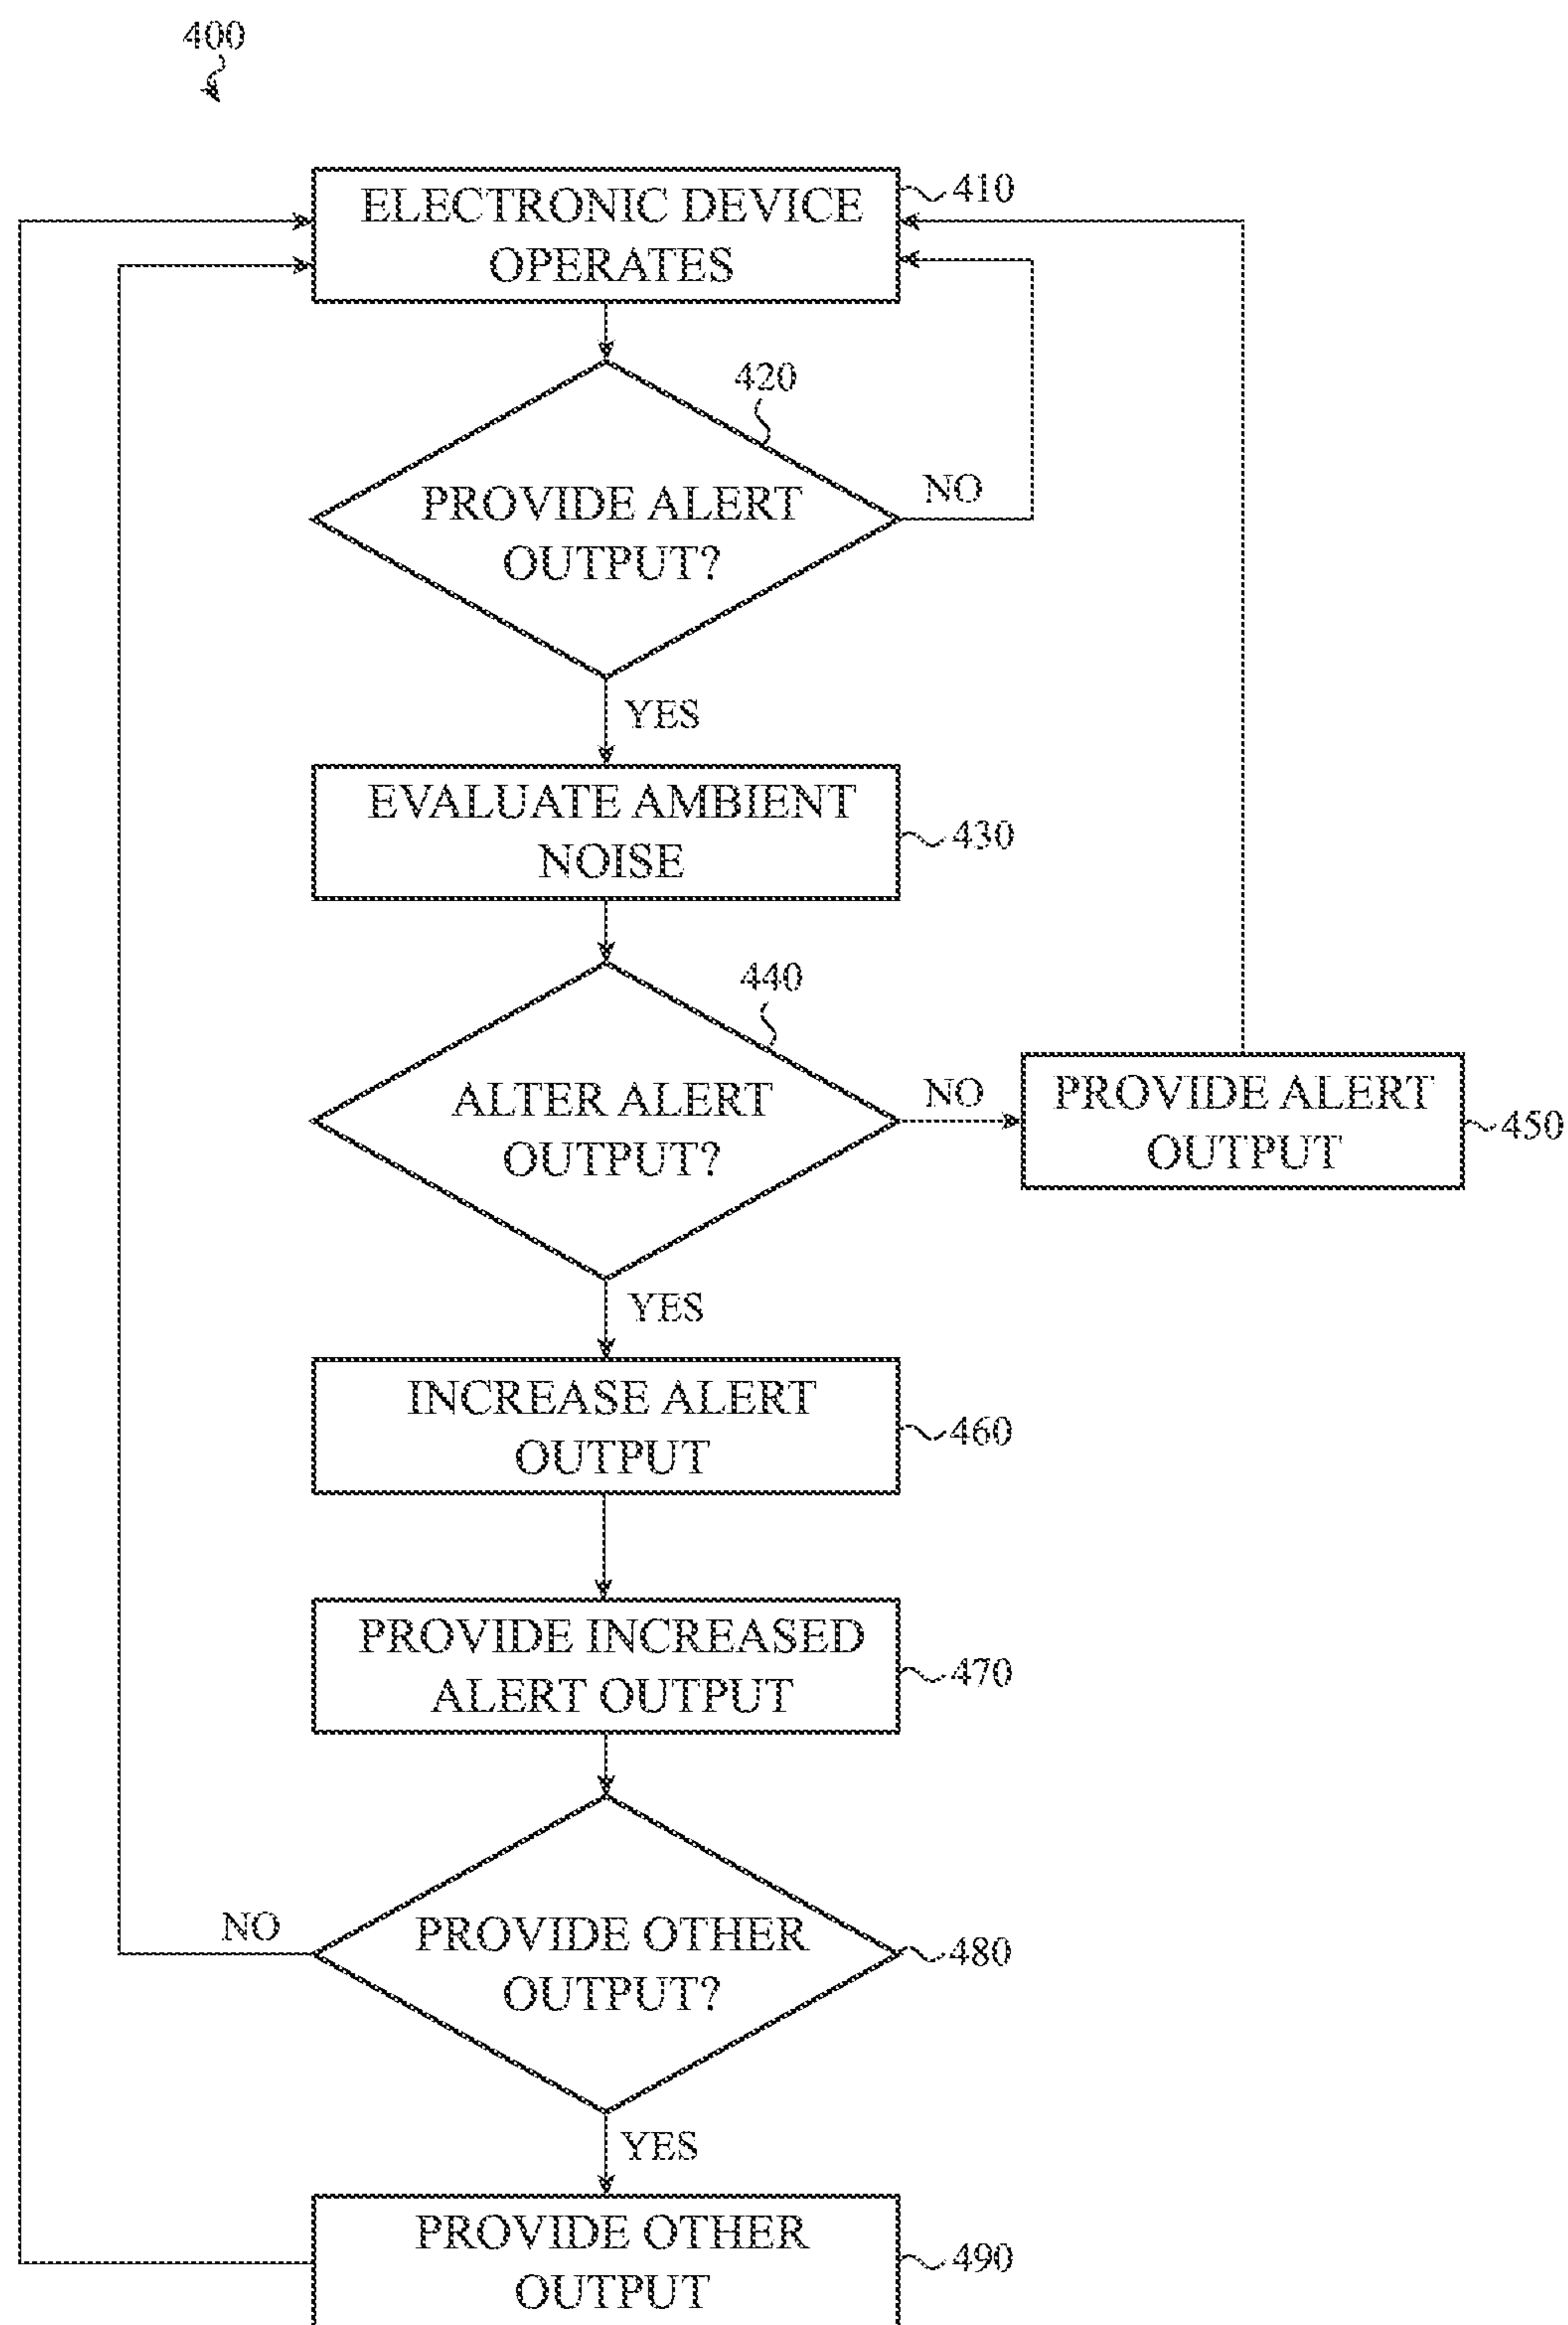 400
ELECTRONIC DEVICE
OPERATES
410
420
PROVIDE ALERT
OUTPUT?
NO
YES
EVALUATE AMBIENT
NOISE
430
440
ALTER ALERT
OUTPUT?
NO
PROVIDE ALERT
OUTPUT
450
YES
INCREASE ALERT
OUTPUT
460
PROVIDE INCREASED
ALERT OUTPUT
470
NO
PROVIDE OTHER
OUTPUT?
480
YES
PROVIDE OTHER
OUTPUT
490